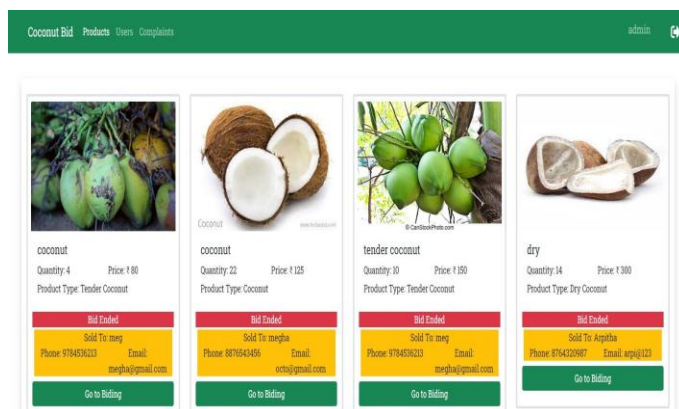 Coconut Bid Products Users Complaints admin
Coconut
© CanStockPhoto.com
coconut
Quantity: 4 Price: ₹ 80
Product Type: Tender Coconut
Bid Ended
Sold To: meg
Phone: 9784536213 Email:
megha@gmail.com
Go to Biding
coconut
Quantity: 22 Price: ₹ 125
Product Type: Coconut
Bid Ended
Sold To: megha
Phone: 8876543456 Email:
octo@gmail.com
Go to Biding
tender coconut
Quantity: 10 Price: ₹ 150
Product Type: Tender Coconut
Bid Ended
Sold To: meg
Phone: 9784536213 Email:
megha@gmail.com
Go to Biding
dry
Quantity: 14 Price: ₹ 300
Product Type: Dry Coconut
Bid Ended
Sold To: Arpitha
Phone: 8764320987 Email: arpi@123
Go to Biding